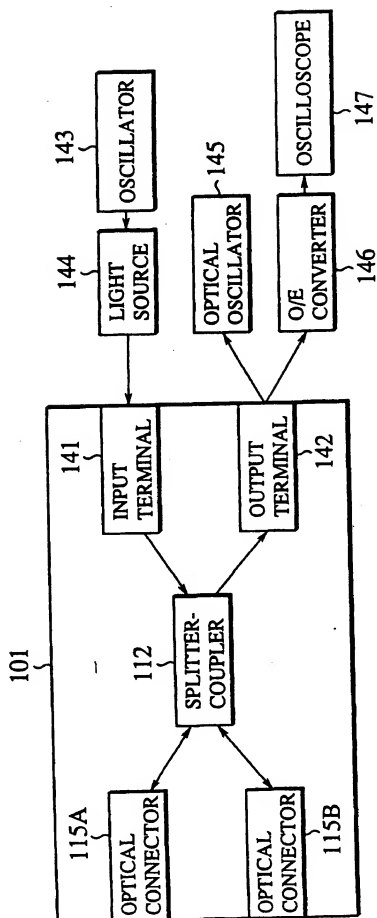 101
115A
OPTICAL
CONNECTOR
OPTICAL
CONNECTOR
115B
112
SPLITTER-
COUPLER
141
INPUT
TERMINAL
OUTPUT
TERMINAL
142
144
LIGHT
SOURCE
143
OSCILLATOR
145
OPTICAL
OSCILLATOR
O/E
CONVERTER
146
OSCILLOSCOPE
147